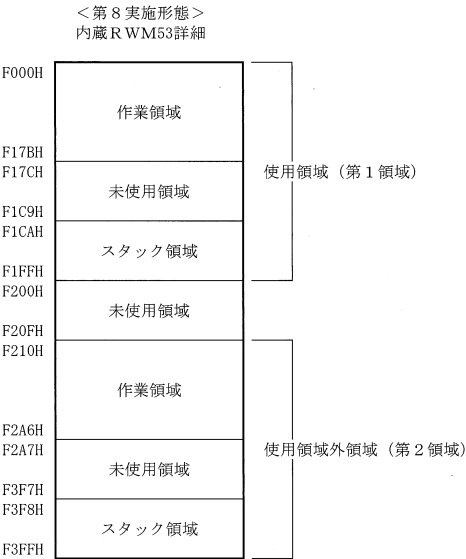 ＜第８実施形態＞
内蔵ＲＷＭ53詳細
F000H
作業領域
F17BH
F17CH
使用領域（第１領域）
未使用領域
F1C9H
F1CAH
スタック領域
F1FFH
F200H
未使用領域
F20FH
F210H
作業領域
F2A6H
F2A7H
使用領域外領域（第２領域）
未使用領域
F3F7H
F3F8H
スタック領域
F3FFH